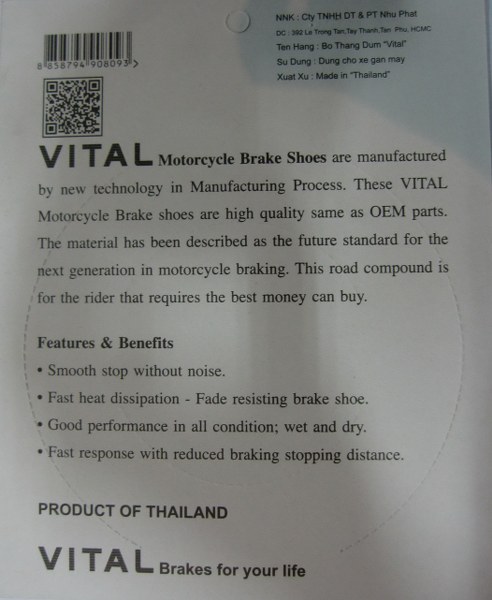 NNK : Cty TNHH DT & PT Nhu Phat
DC : 392 Le Trong Tan,Tay Thanh,Tan Phu, HCMC
Ten Hang : Bo Thang Dum “Vital”
Su Dung : Dung cho xe gan may
Xuat Xu : Made in “Thailand”
8 858794 908093 >
VITAL Motorcycle Brake Shoes are manufactured
by new technology in Manufacturing Process. These VITAL
Motorcycle Brake shoes are high quality same as OEM parts.
The material has been described as the future standard for the
next generation in motorcycle braking. This road compound is
for the rider that requires the best money can buy.
Features & Benefits
• Smooth stop without noise.
• Fast heat dissipation - Fade resisting brake shoe.
• Good performance in all condition; wet and dry.
• Fast response with reduced braking stopping distance.
PRODUCT OF THAILAND
VITAL Brakes for your life